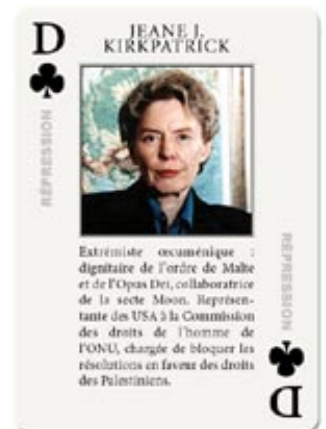 D
JEANE J.
KIRKPATRICK
RÉPRESSION
Extrémiste œcuménique :
dignitaire de l'ordre de Malte
et de l'Opus Dei, collaboratrice
de la secte Moon. Représen-
tante des USA à la Commission
des droits de l'homme de
l'ONU, chargée de bloquer les
résolutions en faveur des droits
des Palestiniens.
RÉPRESSION
D